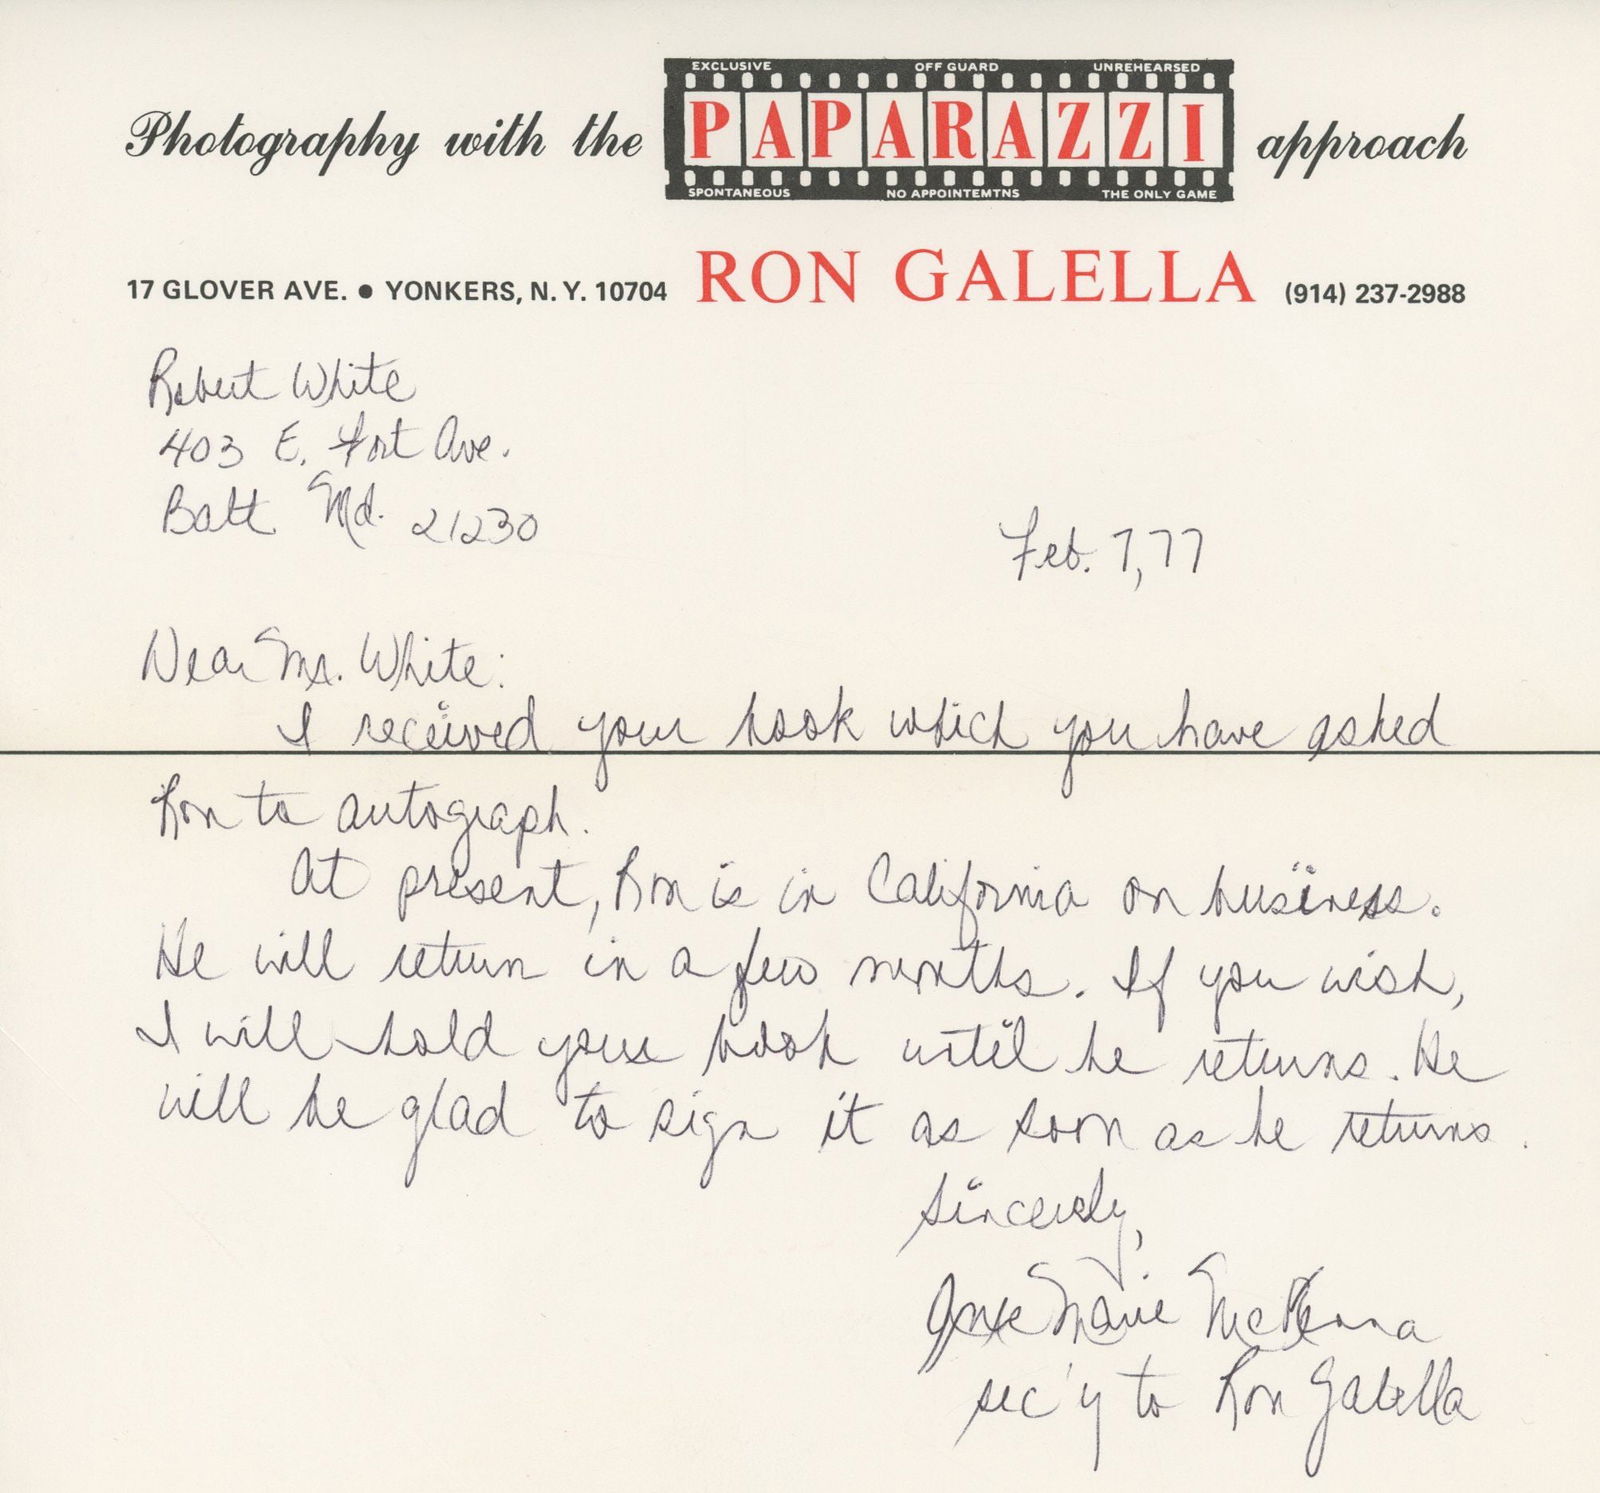 EXCLUSIVE OFF GUARD UNREHEARSED
Photography with the PAPARAZZI approach
SPONTANEOUS NO APPOINTEMTNS THE ONLY GAME
17 GLOVER AVE. ● YONKERS, N.Y. 10704 RON GALELLA (914) 237-2988
Robert White
403 E. Fort Ave.
Balt Md. 21230
Feb. 7, 77
Dear Mr. White:
I received your book which you have asked
Ron to autograph.
At present, Ron is in California on business.
He will return in a few months. If you wish,
I will hold your book until he returns. He
will be glad to sign it as soon as he returns.
Sincerely,
Marie McKenna
sec'y to Ron Galella